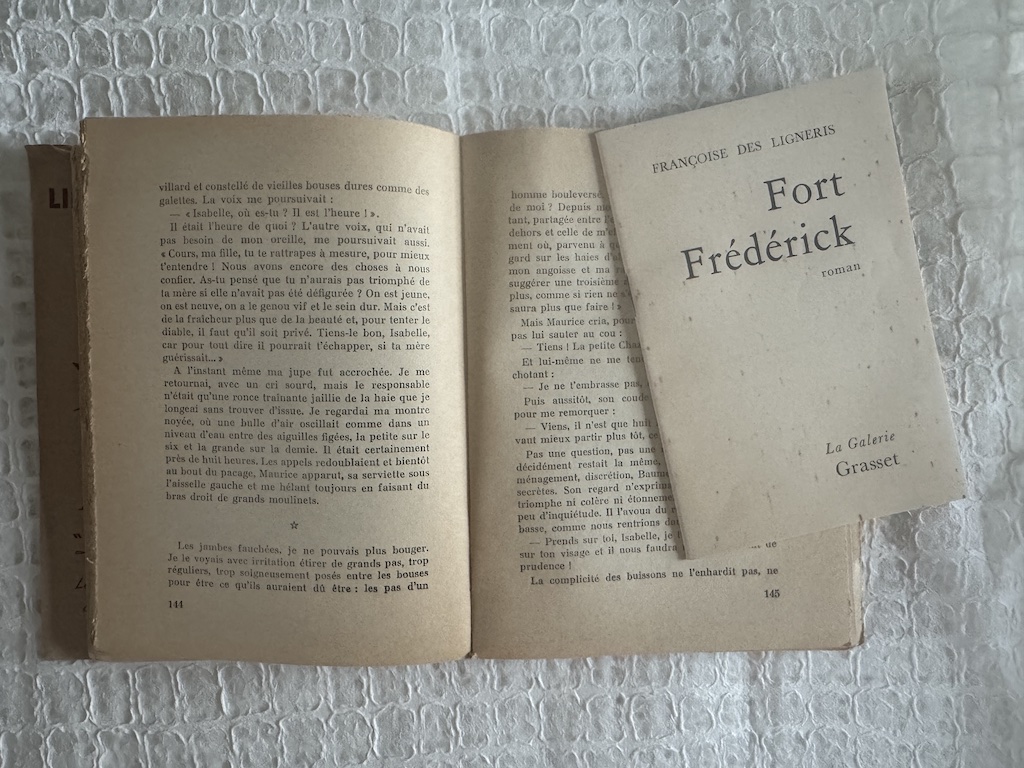 villard et constellé de vieilles bouses dures comme des
galettes. La voix me poursuivait :
— « Isabelle, où es-tu ? Il est l'heure ! ».
Il était l'heure de quoi ? L'autre voix, qui n'avait
pas besoin de mon oreille, me poursuivait aussi.
« Cours, ma fille, tu te rattrapes à mesure, pour mieux
t'entendre ! Nous avons encore des choses à nous
confier. As-tu pensé que tu n'aurais pas triomphé de
ta mère si elle n'avait pas été défigurée ? On est jeune,
on est neuve, on a le genou vif et le sein dur. Mais c'est
de la fraîcheur plus que de la beauté et, pour tenter le
diable, il faut qu'il soit privé. Tiens-le bon, Isabelle,
car pour tout dire il pourrait t'échapper, si ta mère
guérissait... »
A l'instant même ma jupe fut accrochée. Je me
retournai, avec un cri sourd, mais le responsable
n'était qu'une ronce traînante jaillie de la haie que je
longeai sans trouver d'issue. Je regardai ma montre
noyée, où une bulle d'air oscillait comme dans un
niveau d'eau entre des aiguilles figées, la petite sur le
six et la grande sur la demie. Il était certainement
près de huit heures. Les appels redoublaient et bientôt
au bout du pacage, Maurice apparut, sa serviette sous
l'aisselle gauche et me hélant toujours en faisant du
bras droit de grands moulinets.
☆
Les jambes fauchées, je ne pouvais plus bouger.
Je le voyais avec irritation étirer de grands pas, trop
réguliers, trop soigneusement posés entre les bouses
pour être ce qu'ils auraient dû être : les pas d'un
144
homme boulevers
de moi ? Depuis
tant, partagée entre
dehors et celle de
ment où, parvenu à
gard sur les haies
mon angoisse et ma
suggérer une troisième
plus, comme si rien ne
saura plus que faire ! »
Mais Maurice cria, pour
pas lui sauter au cou :
— Tiens ! La petite
Et lui-même ne me
chotant :
— Je ne t'embrasse pas,
Puis aussitôt, son coude
pour me remorquer :
— Viens, il n'est que
vaut mieux partir plus tôt,
Pas une question, pas une
décidément restait la même,
ménagement, discrétion,
secrètes. Son regard
triomphe ni colère ni
peu d'inquiétude. Il l'avoua
basse, comme nous rentrions
— Prends sur toi, Isabelle, je
sur ton visage et il nous faudra de
prudence !
La complicité des buissons ne l'enhardit pas, ne
145
FRANÇOISE DES LIGNERIS
Fort
Frédérick
roman
La Galerie
Grasset
LI